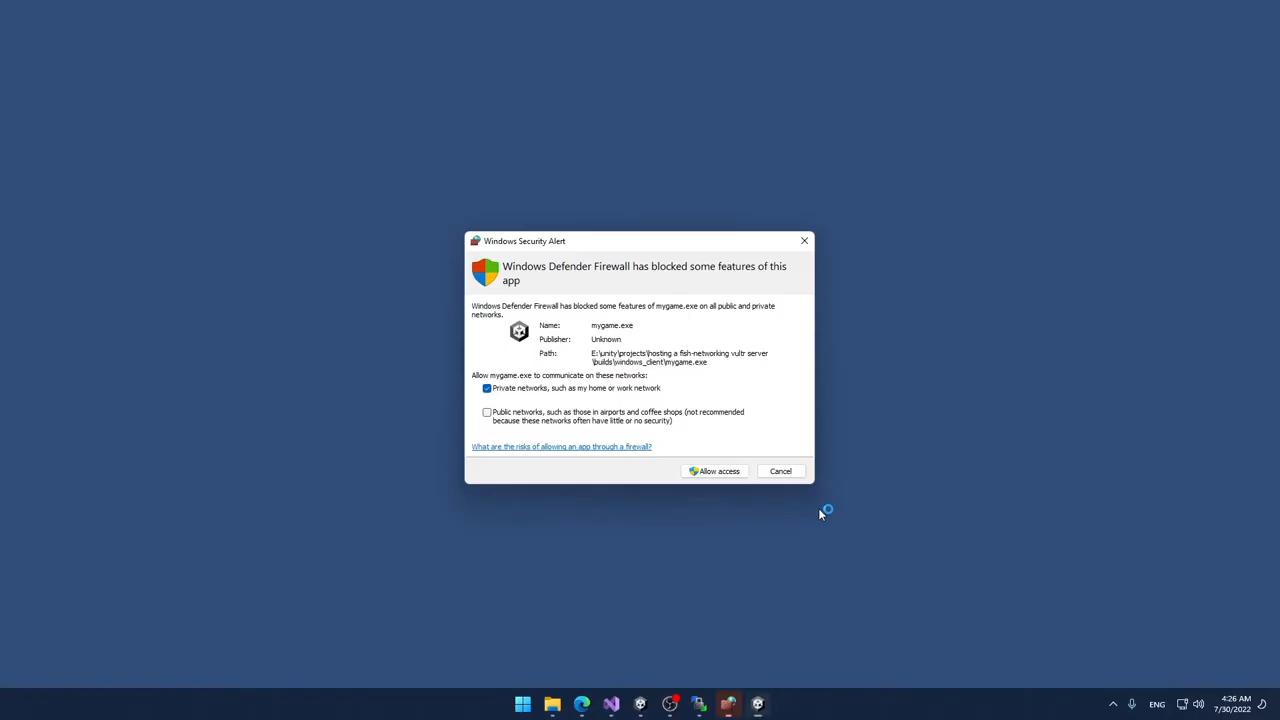 Windows Security Alert
Windows Defender Firewall has blocked some features of this
app
Windows Defender Firewall has blocked some features of mygame.exe on all public and private
networks.
Name: mygame.exe
Publisher: Unknown
Path: E:\unity\projects\hosting a fish-networking vultr server
\builds\windows_client\mygame.exe
Allow mygame.exe to communicate on these networks:
Private networks, such as my home or work network
Public networks, such as those in airports and coffee shops (not recommended
because these networks often have little or no security)
What are the risks of allowing an app through a firewall?
Allow access Cancel
ENG
4:26 AM
7/30/2022